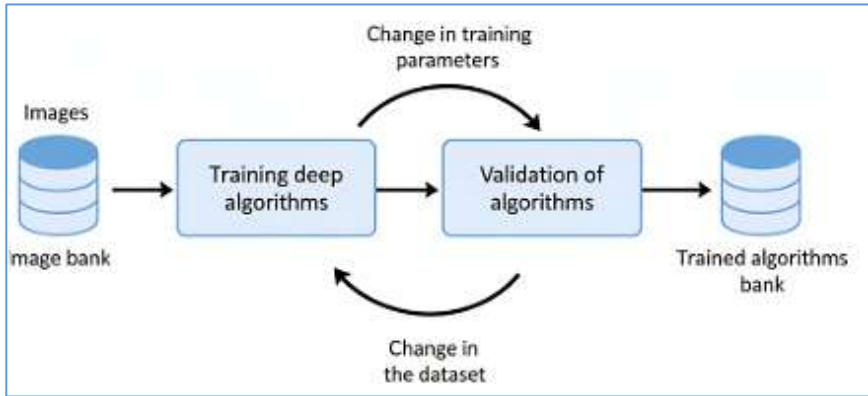 Change in training
parameters
Images
Training deep
algorithms
Validation of
algorithms
Image bank
Trained algorithms
bank
Change in
the dataset